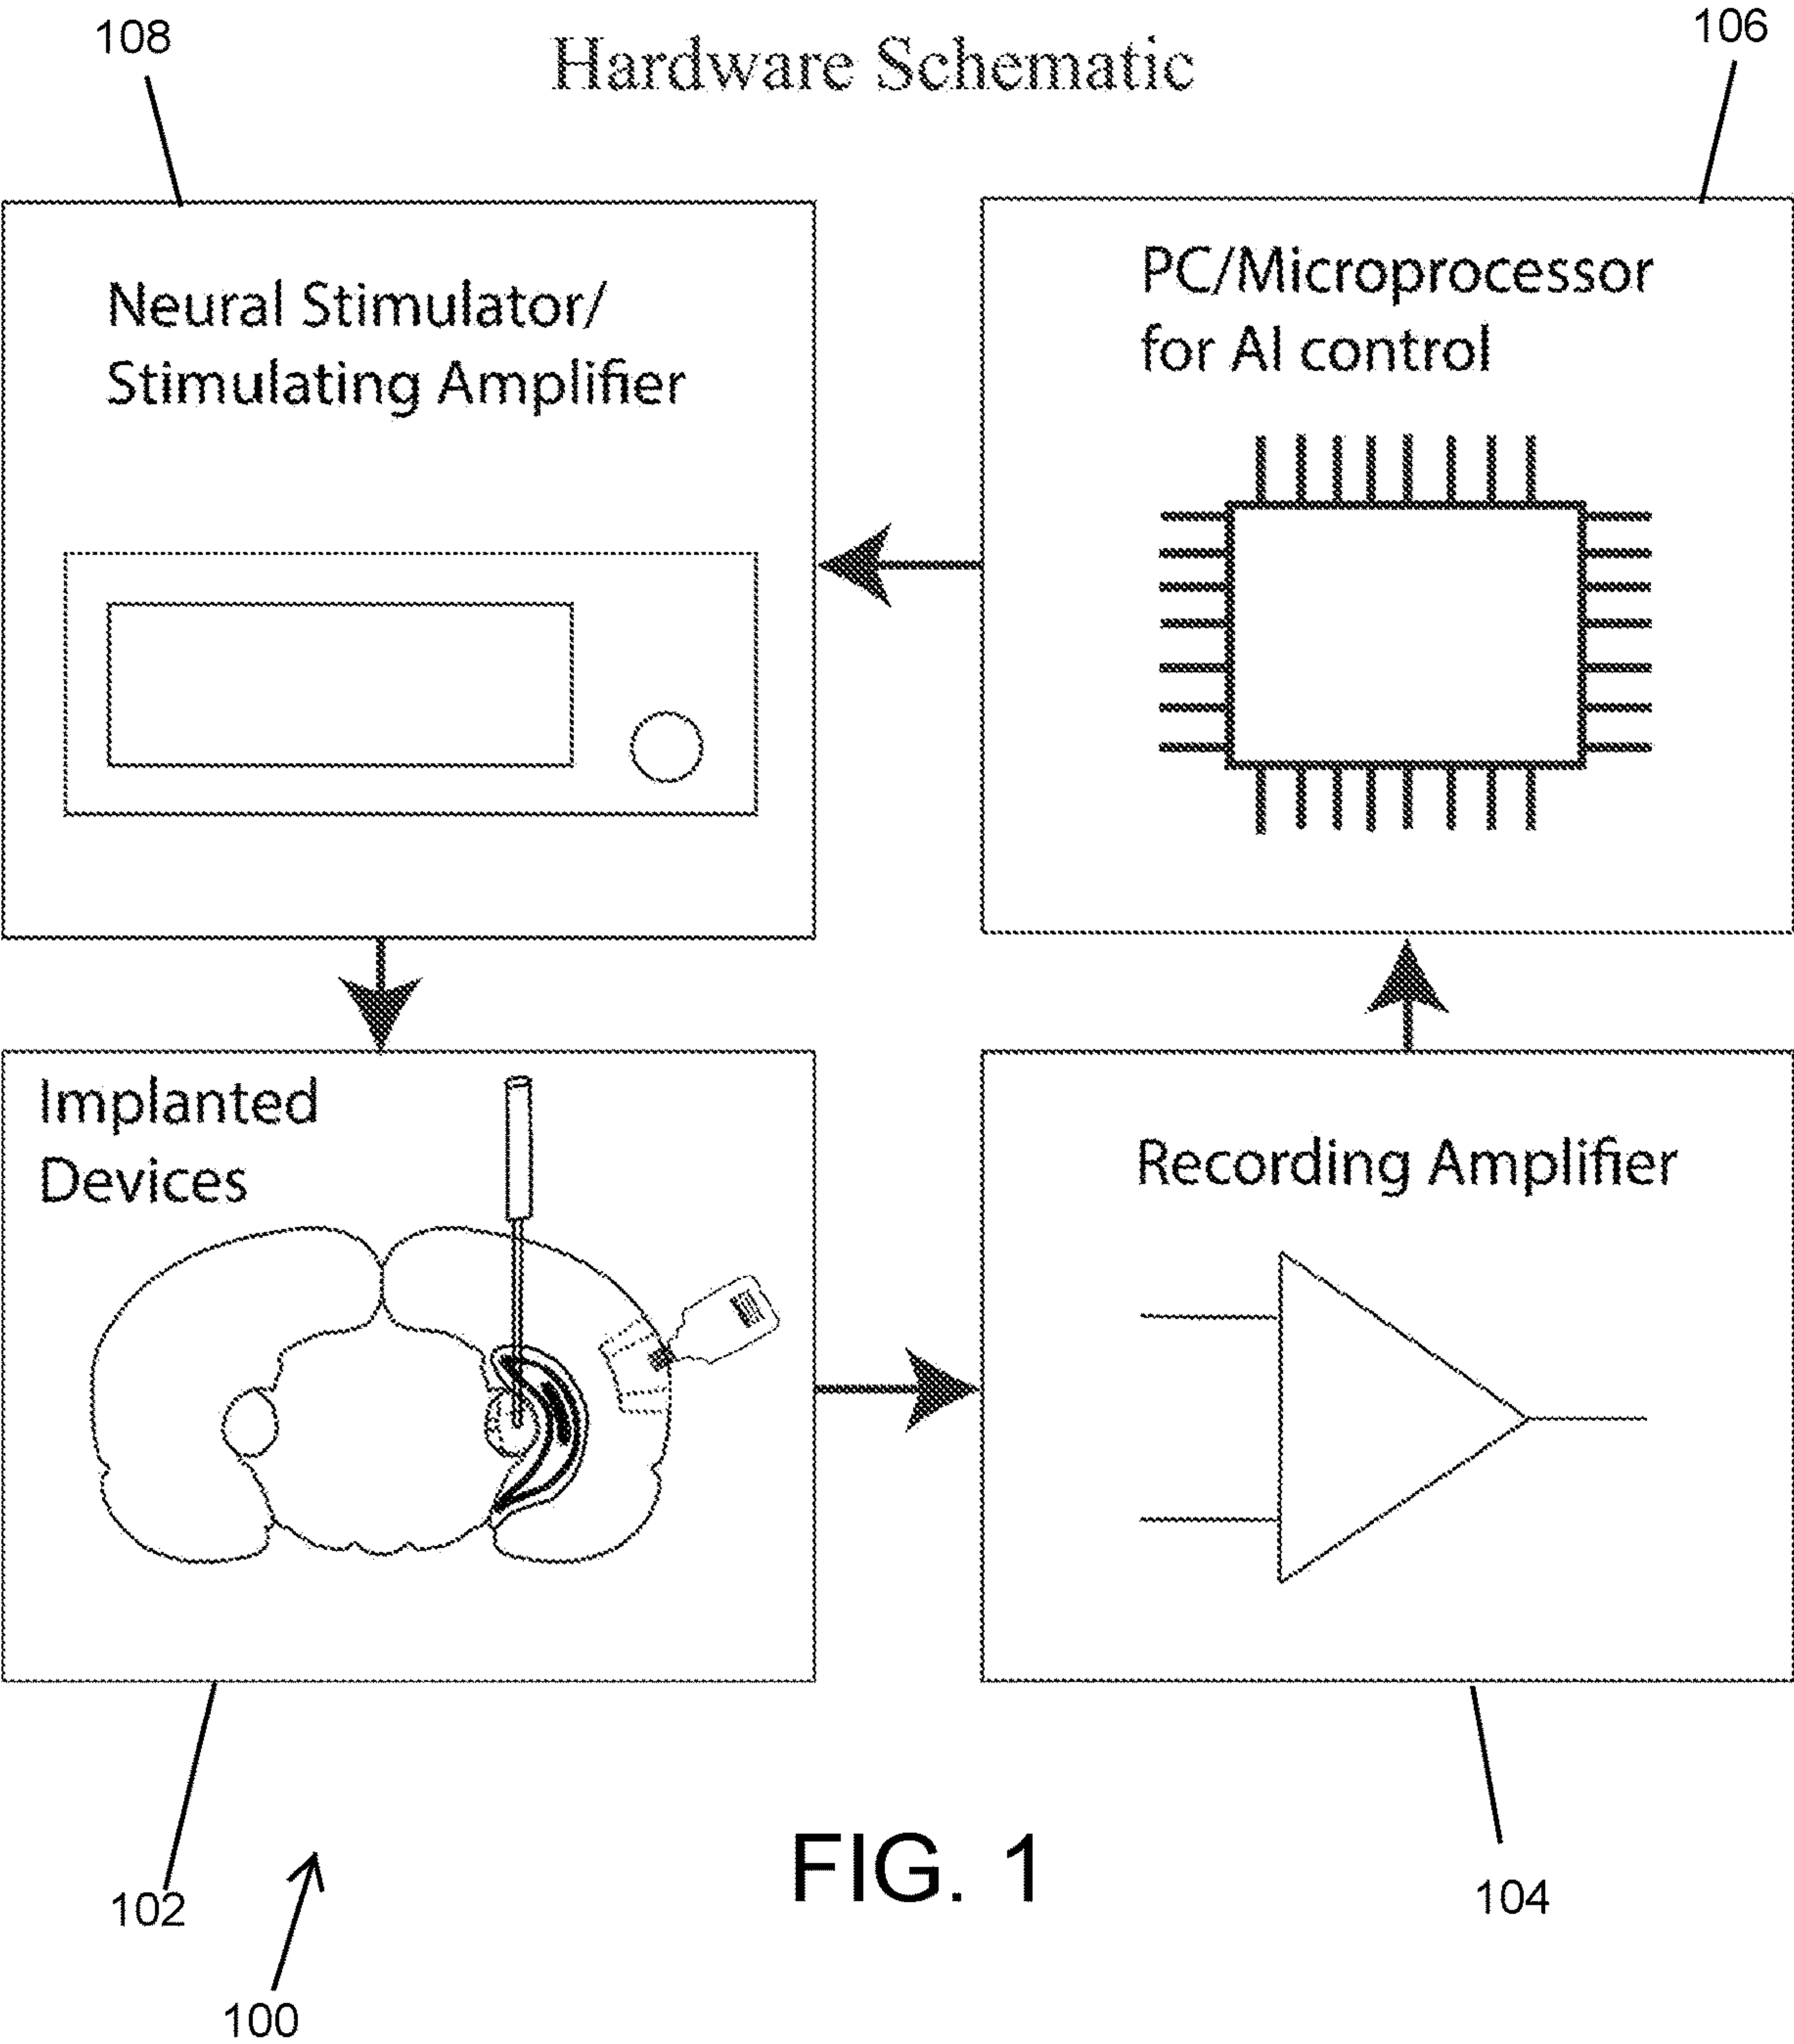 108
Hardware Schematic
106
Neural Stimulator/
Stimulating Amplifier
PC/Microprocessor
for AI control
Implanted
Devices
Recording Amplifier
FIG. 1
102
104
100